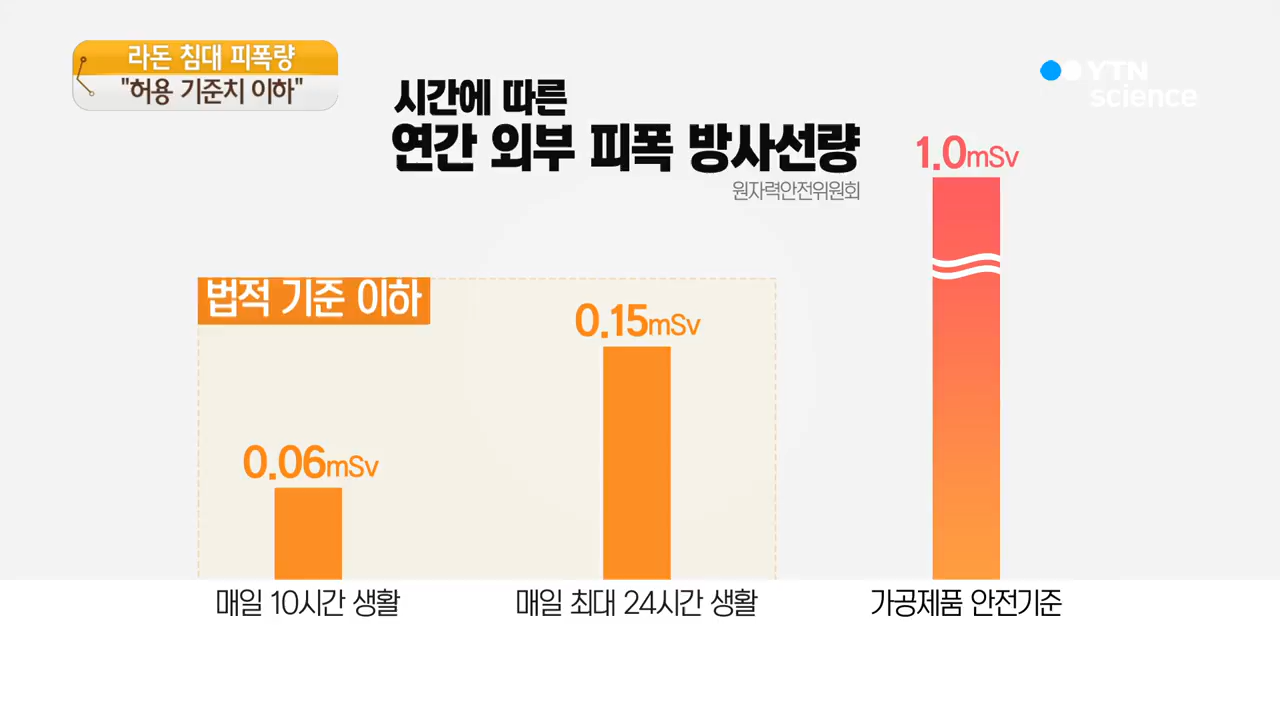 라돈 침대 피폭량
"허용 기준치 이하"
YTN
science
시간에 따른
연간 외부 피폭 방사선량
원자력안전위원회
1.0mSv
법적 기준 이하
0.15mSv
0.06mSv
매일 10시간 생활
매일 최대 24시간 생활
가공제품 안전기준